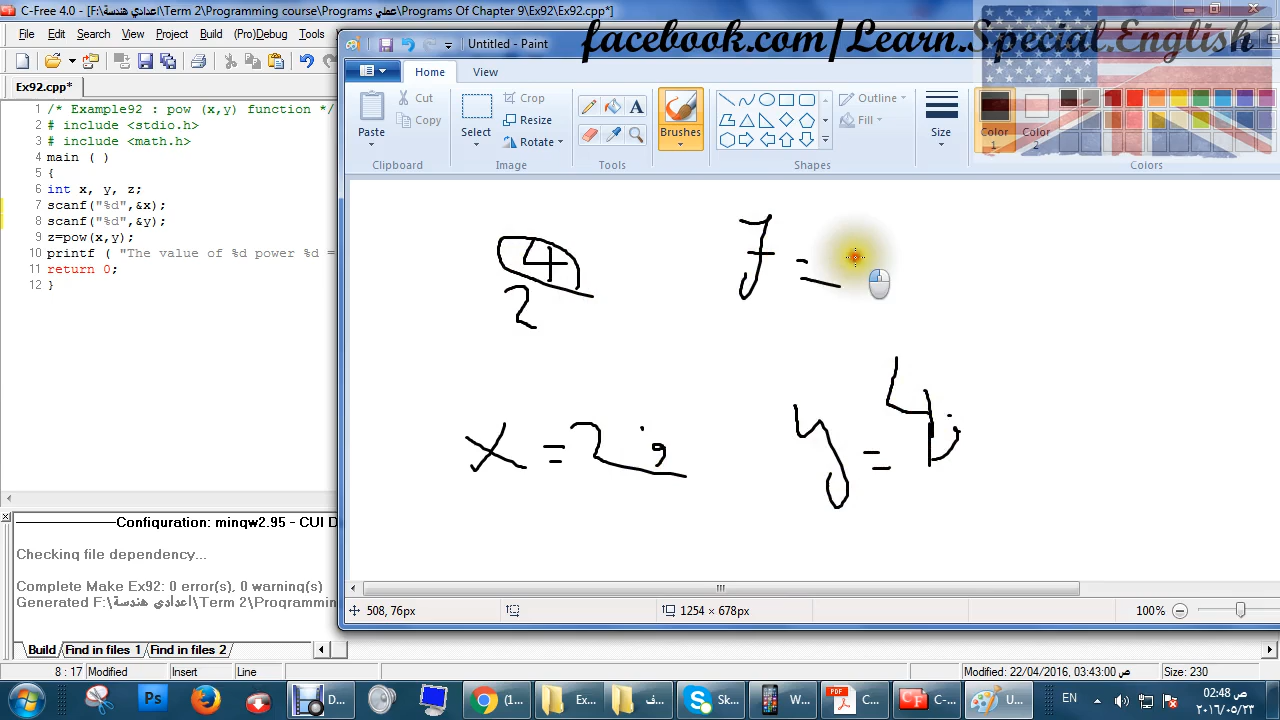 C-Free 4.0 - [F:\اعدادي هندسة\Term 2\Programming course\Programs عملي\Programs Of Chapter 9\Ex92\Ex92.cpp*]
facebook.com/Learn.Special.English
File Edit Search View Project Build (Pro)Debug
Untitled - Paint
Home View
Ex92.cpp*
Paste Cut Copy Select Crop Resize Rotate Brushes Outline Fill Size Color 1 Color 2
Clipboard Image Tools Shapes Colors
1 /* Example92 : pow (x,y) function */
2 # include <stdio.h>
3 # include <math.h>
4 main ( )
5 {
6 int x, y, z;
7 scanf("%d",&x);
8 scanf("%d",&y);
9 z=pow(x,y);
10 printf ( "The value of %d power %d =
11 return 0;
12 }
4
2
z =
x = 2 ;
y = 4 ;
Configuration: mingw2.95 - CUI D
Checking file dependency...
Complete Make Ex92: 0 error(s), 0 warning(s)
Generated F:\اعدادي هندسة\Term 2\Programming
508, 76px 1254 × 678px 100%
Build Find in files 1 Find in files 2
8 : 17 Modified Insert Line Modified: 22/04/2016, 03:43:00 ص Size: 230
D... (1... Ex... ف... Sk... W... C... C-... U... EN 02:48 ص
٢٠١٦/٠٥/٢٣